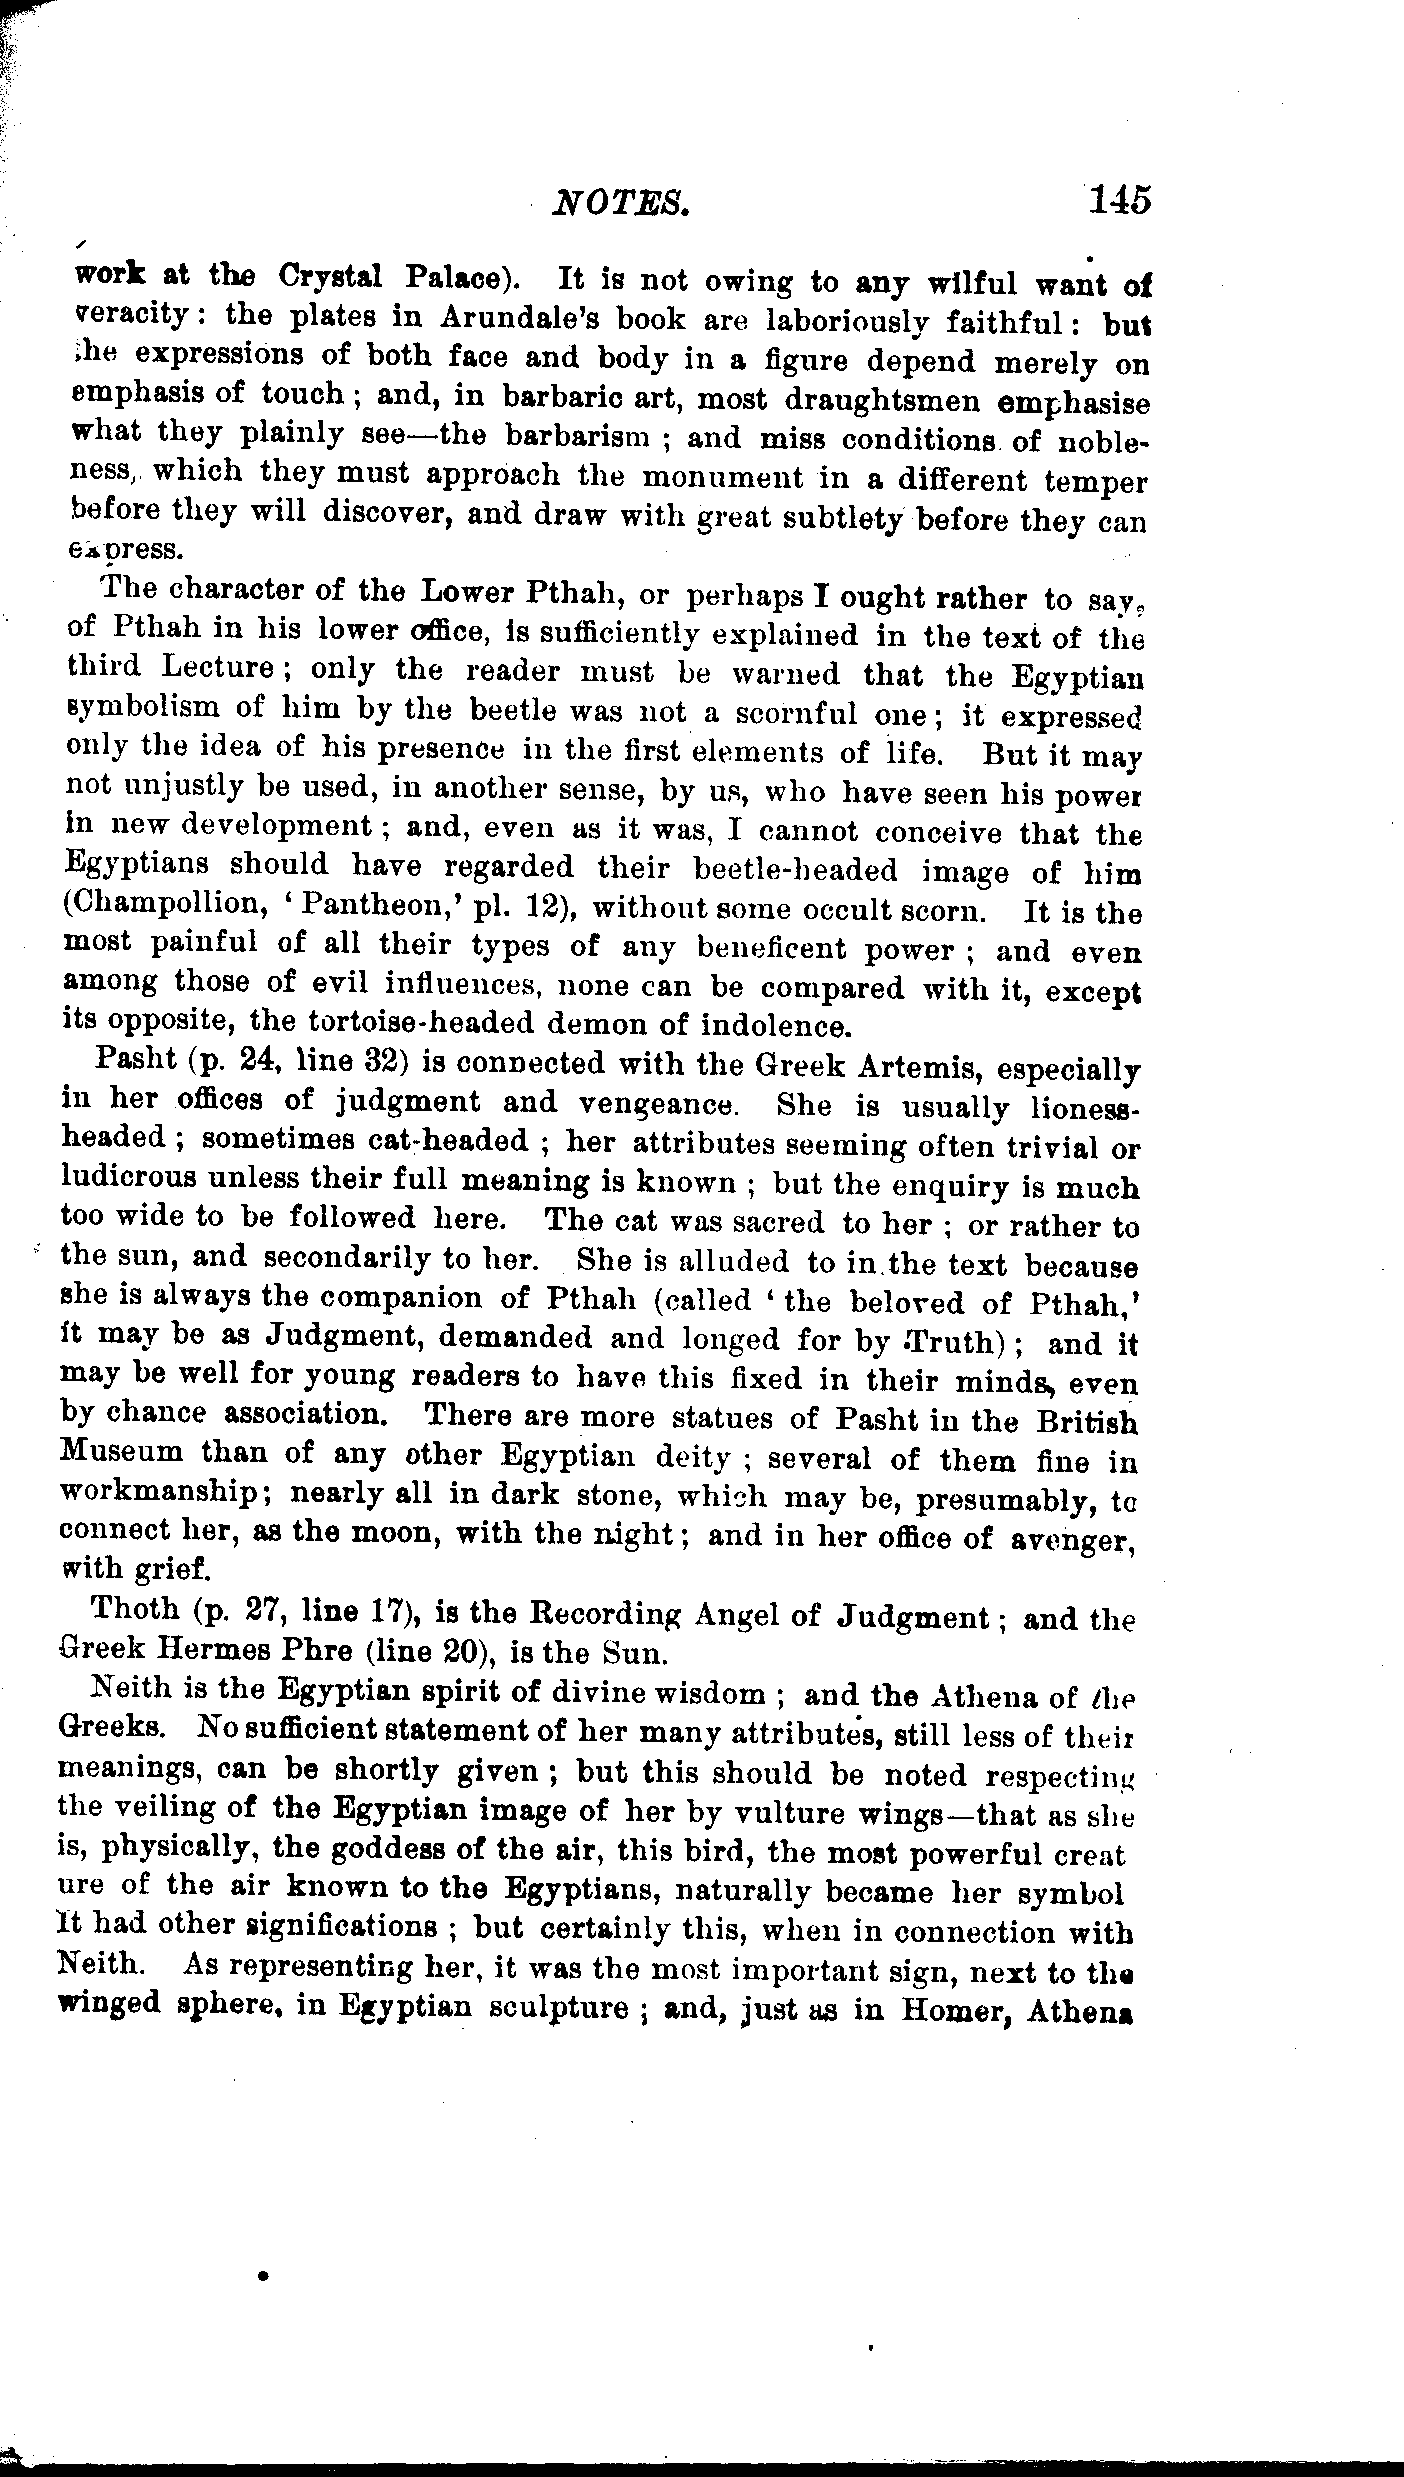 NOTES. 145
work at the Crystal Palace). It is not owing to any wilful want of
veracity: the plates in Arundale's book are laboriously faithful: but
the expressions of both face and body in a figure depend merely on
emphasis of touch; and, in barbaric art, most draughtsmen emphasise
what they plainly see—the barbarism; and miss conditions of noble-
ness, which they must approach the monument in a different temper
before they will discover, and draw with great subtlety before they can
express.
The character of the Lower Pthah, or perhaps I ought rather to say,
of Pthah in his lower office, is sufficiently explained in the text of the
third Lecture; only the reader must be warned that the Egyptian
symbolism of him by the beetle was not a scornful one; it expressed
only the idea of his presence in the first elements of life. But it may
not unjustly be used, in another sense, by us, who have seen his power
in new development; and, even as it was, I cannot conceive that the
Egyptians should have regarded their beetle-headed image of him
(Champollion, 'Pantheon,' pl. 12), without some occult scorn. It is the
most painful of all their types of any beneficent power; and even
among those of evil influences, none can be compared with it, except
its opposite, the tortoise-headed demon of indolence.
Pasht (p. 24, line 32) is connected with the Greek Artemis, especially
in her offices of judgment and vengeance. She is usually lioness-
headed; sometimes cat-headed; her attributes seeming often trivial or
ludicrous unless their full meaning is known; but the enquiry is much
too wide to be followed here. The cat was sacred to her; or rather to
the sun, and secondarily to her. She is alluded to in the text because
she is always the companion of Pthah (called 'the beloved of Pthah,'
it may be as Judgment, demanded and longed for by Truth); and it
may be well for young readers to have this fixed in their minds, even
by chance association. There are more statues of Pasht in the British
Museum than of any other Egyptian deity; several of them fine in
workmanship; nearly all in dark stone, which may be, presumably, to
connect her, as the moon, with the night; and in her office of avenger,
with grief.
Thoth (p. 27, line 17), is the Recording Angel of Judgment; and the
Greek Hermes Phre (line 20), is the Sun.
Neith is the Egyptian spirit of divine wisdom; and the Athena of the
Greeks. No sufficient statement of her many attributes, still less of their
meanings, can be shortly given; but this should be noted respecting
the veiling of the Egyptian image of her by vulture wings—that as she
is, physically, the goddess of the air, this bird, the most powerful creat
ure of the air known to the Egyptians, naturally became her symbol
It had other significations; but certainly this, when in connection with
Neith. As representing her, it was the most important sign, next to the
winged sphere, in Egyptian sculpture; and, just as in Homer, Athena